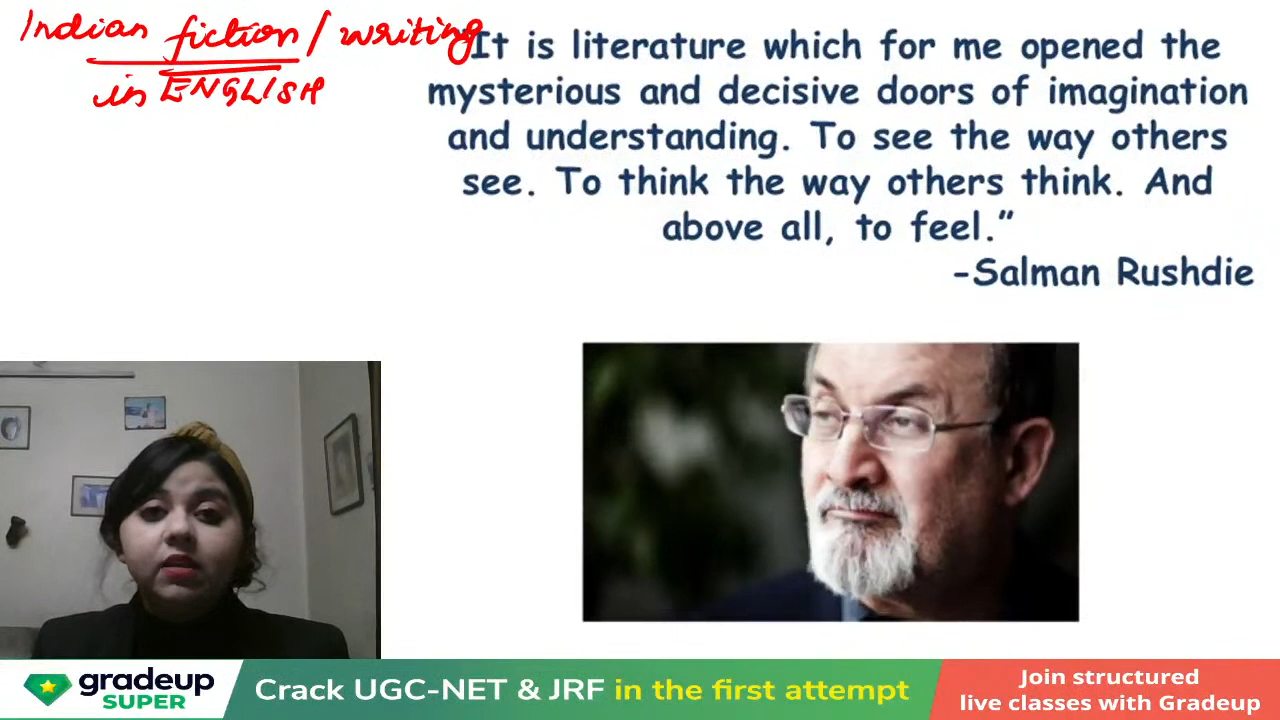 Indian fiction / writing
in ENGLISH
"It is literature which for me opened the
mysterious and decisive doors of imagination
and understanding. To see the way others
see. To think the way others think. And
above all, to feel.”
-Salman Rushdie
gradeup
SUPER
Crack UGC-NET & JRF in the first attempt
Join structured
live classes with Gradeup